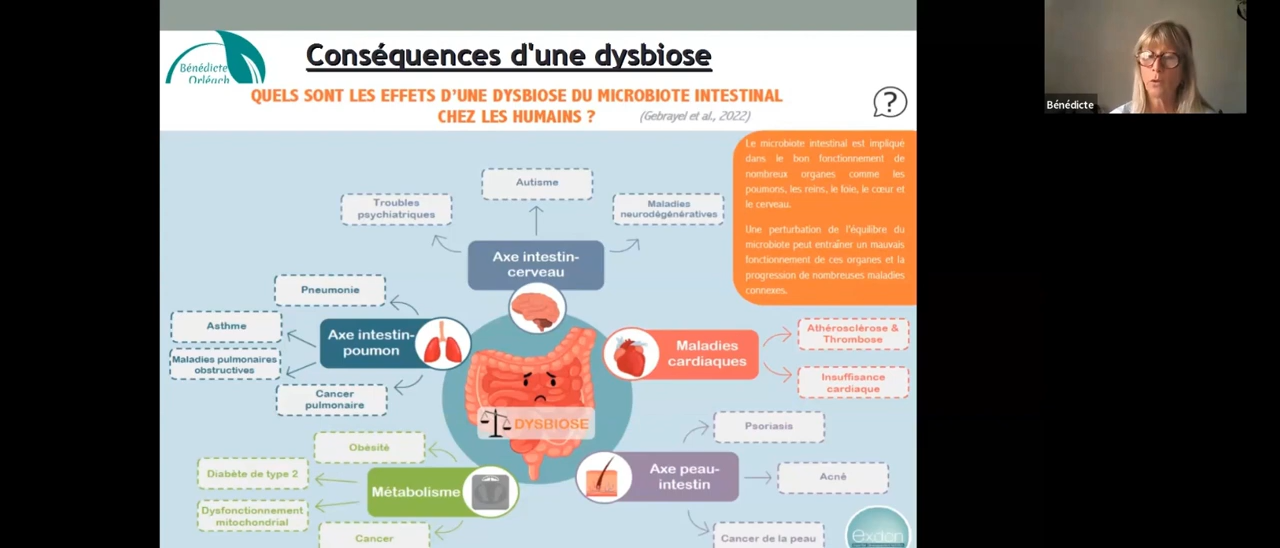 Bénédicte
Orléach
Conséquences d'une dysbiose
QUELS SONT LES EFFETS D'UNE DYSBIOSE DU MICROBIOTE INTESTINAL
CHEZ LES HUMAINS ?
(Gebrayel et al., 2022)
?
Bénédicte
Le microbiote intestinal est impliqué
dans le bon fonctionnement de
nombreux organes comme les
poumons, les reins, le foie, le cœur et
le cerveau.
Une perturbation de l'équilibre du
microbiote peut entraîner un mauvais
fonctionnement de ces organes et la
progression de nombreuses maladies
connexes.
Autisme
Troubles
psychiatriques
Maladies
neurodégénératives
Axe intestin-
cerveau
Pneumonie
Asthme
Maladies pulmonaires
obstructives
Cancer
pulmonaire
Axe intestin-
poumon
Maladies
cardiaques
Athérosclérose &
Thrombose
Insuffisance
cardiaque
DYSBIOSE
Obésité
Diabète de type 2
Dysfonctionnement
mitochondrial
Cancer
Métabolisme
Axe peau-
intestin
Psoriasis
Acné
Cancer de la peau
exden